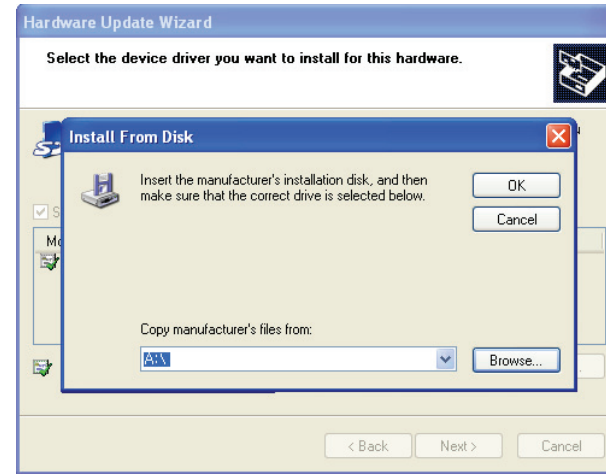 Hardware Update Wizard
Select the device driver you want to install for this hardware.
Install From Disk
Insert the manufacturer's installation disk, and then
make sure that the correct drive is selected below.
OK
Cancel
Copy manufacturer's files from:
A:\
Browse...
< Back
Next >
Cancel